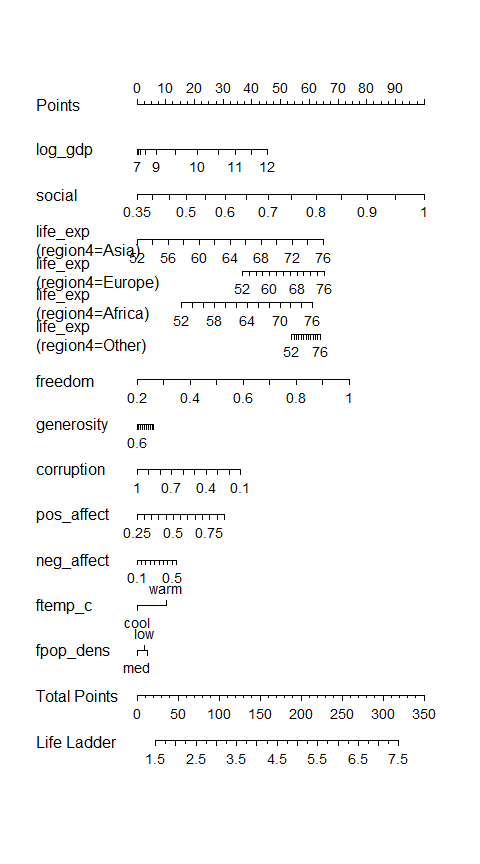 0 10 20 30 40 50 60 70 80 90
Points
log_gdp
7 9 10 11 12
social
0.35 0.5 0.6 0.7 0.8 0.9 1
life_exp
(region4=Asia)
52 56 60 64 68 72 76
life_exp
(region4=Europe)
52 60 68 76
life_exp
(region4=Africa)
52 58 64 70 76
life_exp
(region4=Other)
52 76
freedom
0.2 0.4 0.6 0.8 1
generosity
0.6
corruption
1 0.7 0.4 0.1
pos_affect
0.25 0.5 0.75
neg_affect
0.1 0.5
warm
ftemp_c
cool
low
fpop_dens
med
Total Points
0 50 100 150 200 250 300 350
Life Ladder
1.5 2.5 3.5 4.5 5.5 6.5 7.5